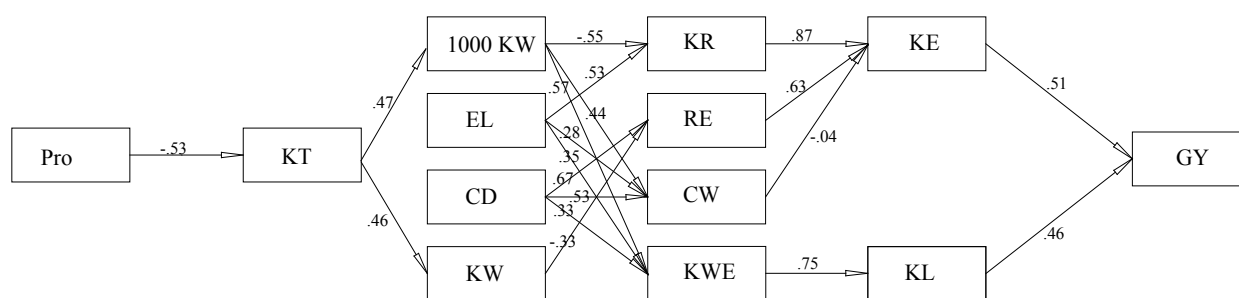 1000 KW
-.55
KR
.87
KE
.53
.57
.47
.51
EL
.44
RE
.63
.28
-.04
Pro
-.53
KT
.35
GY
.67
CD
.53
CW
.33
.46
-.33
.46
KW
KWE
.75
KL